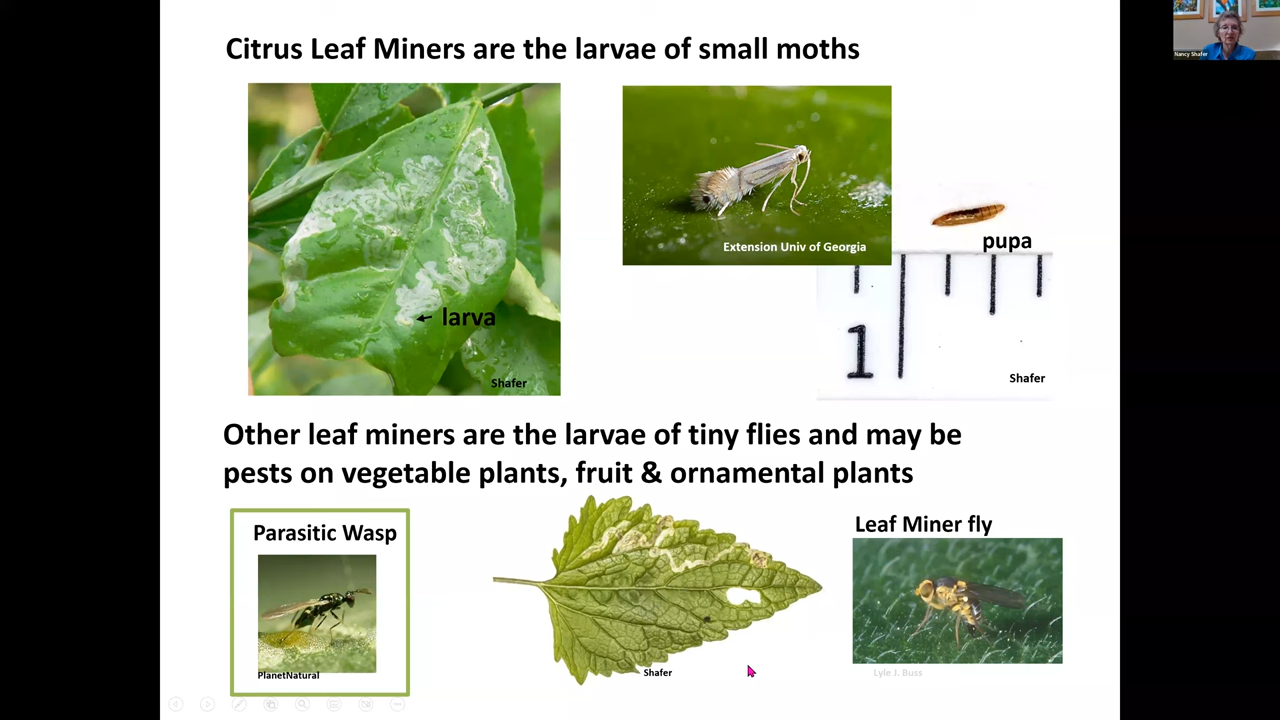 Citrus Leaf Miners are the larvae of small moths
Nancy Shafer
larva
Shafer
Extension Univ of Georgia
pupa
1
Shafer
Other leaf miners are the larvae of tiny flies and may be
pests on vegetable plants, fruit & ornamental plants
Parasitic Wasp
PlanetNatural
Shafer
Leaf Miner fly
Lyle J. Buss